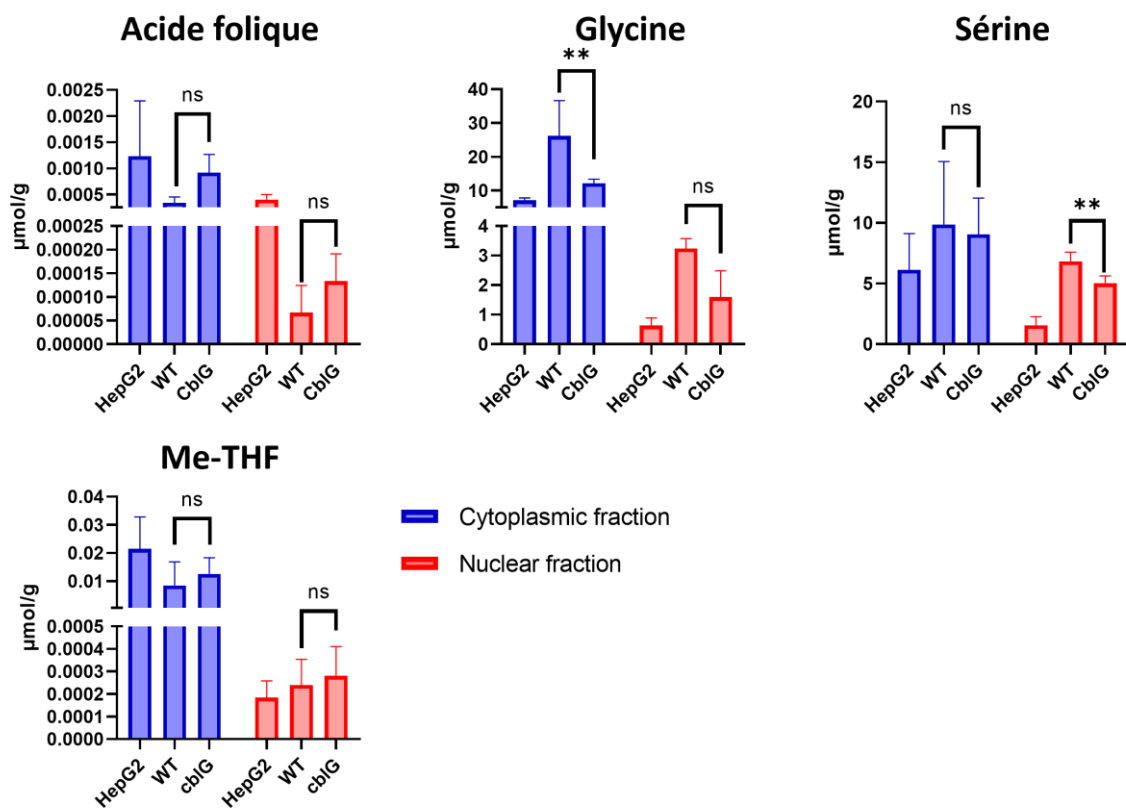 Acide folique
µmol/g
0.0025
0.0020
0.0015
0.0010
0.0005
0.00025
0.00020
0.00015
0.00010
0.00005
0.00000
ns
ns
HepG2
WT
CblG
HepG2
WT
CblG
Glycine
µmol/g
40
30
20
10
4
3
2
1
0
**
ns
HepG2
WT
CblG
HepG2
WT
CblG
Sérine
µmol/g
20
15
10
5
0
ns
**
HepG2
WT
CblG
HepG2
WT
CblG
Me-THF
µmol/g
0.04
0.03
0.02
0.01
0.0005
0.0004
0.0003
0.0002
0.0001
0.0000
ns
ns
HepG2
WT
cblG
HepG2
WT
cblG
Cytoplasmic fraction
Nuclear fraction